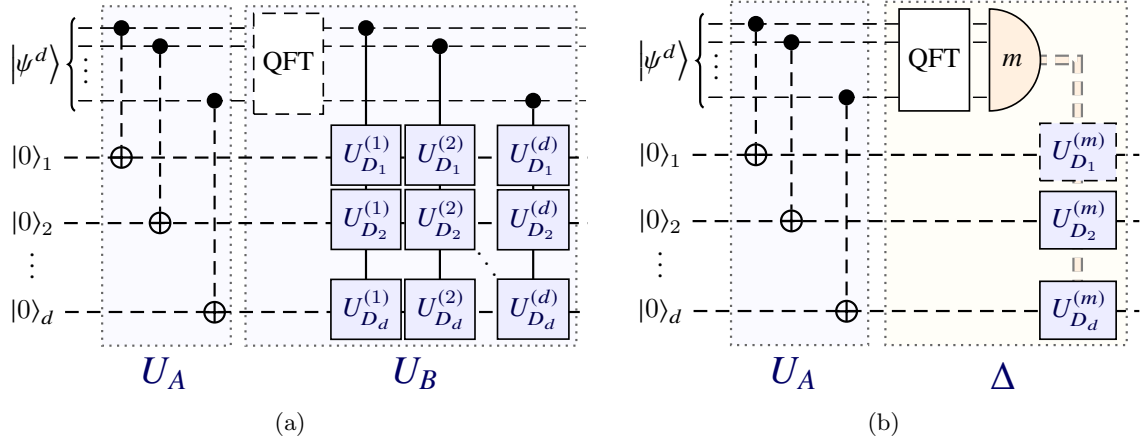 |ψ^d⟩ QFT
|0⟩_1 U_{D_1}^{(1)} U_{D_1}^{(2)} U_{D_1}^{(d)}
|0⟩_2 U_{D_2}^{(1)} U_{D_2}^{(2)} U_{D_2}^{(d)}
⋮ ⋱
|0⟩_d U_{D_d}^{(1)} U_{D_d}^{(2)} U_{D_d}^{(d)}
U_A U_B
(a)
|ψ^d⟩ QFT m
|0⟩_1 U_{D_1}^{(m)}
|0⟩_2 U_{D_2}^{(m)}
⋮
|0⟩_d U_{D_d}^{(m)}
U_A Δ
(b)